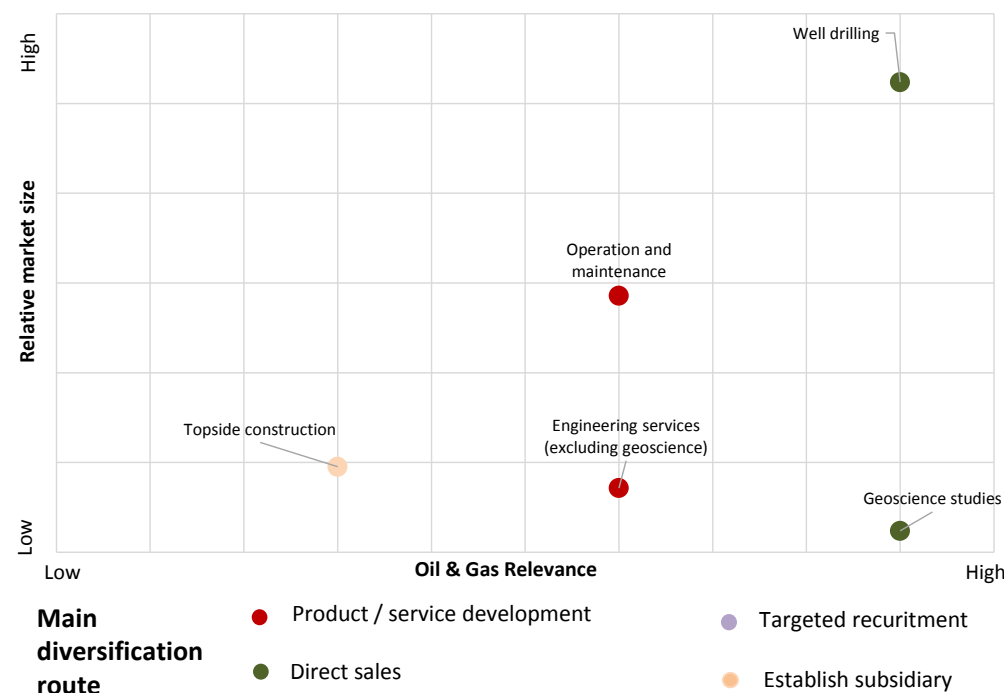 High
Well drilling
Relative market size
Operation and
maintenance
Topside construction
Engineering services
(excluding geoscience)
Geoscience studies
Low
Low
Oil & Gas Relevance
High
Main
diversification
route
Product / service development
Targeted recuritment
Direct sales
Establish subsidiary